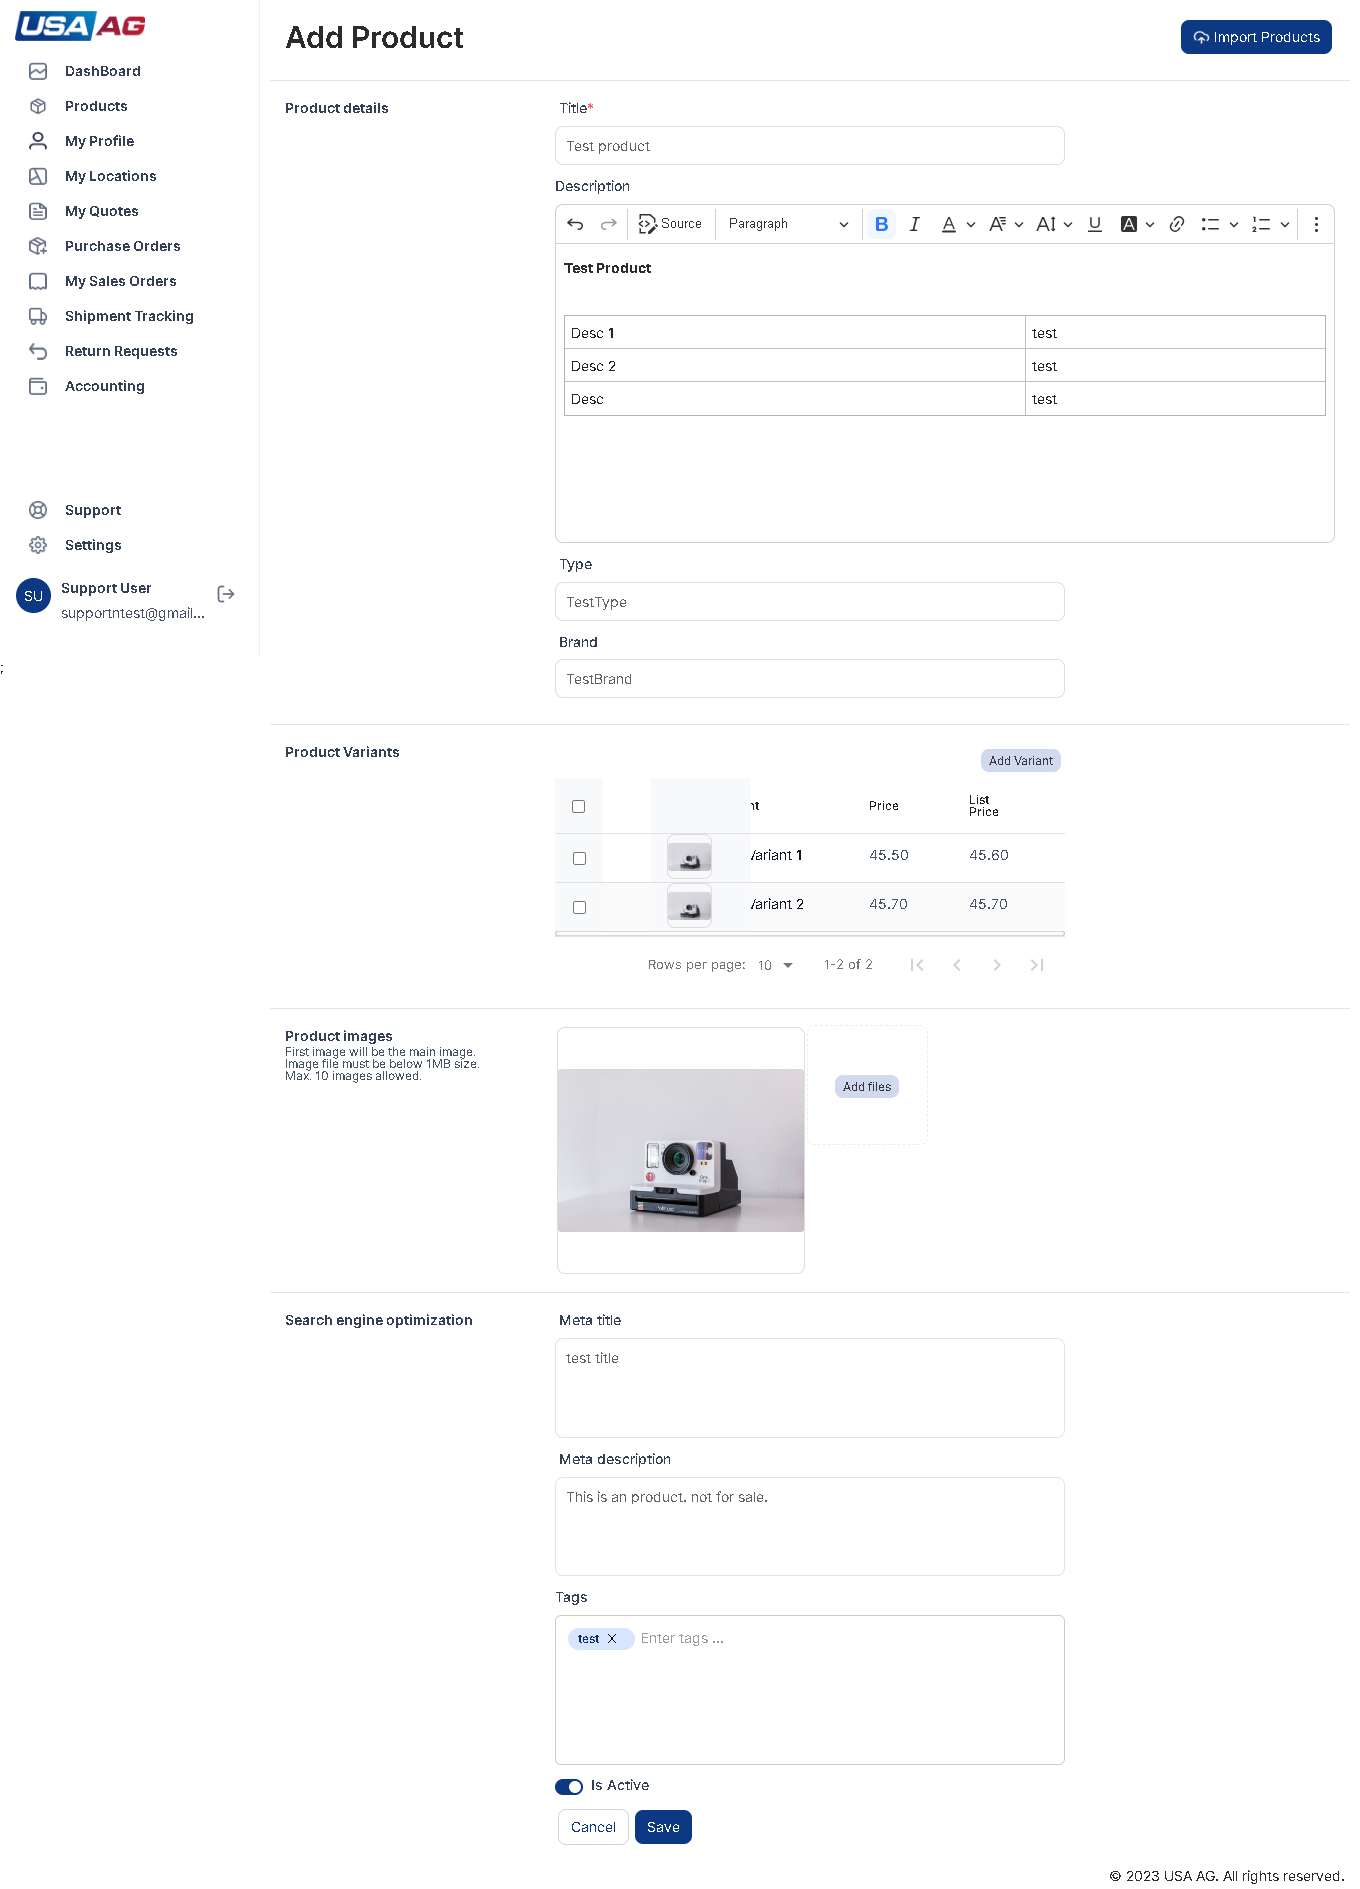 USA AG
DashBoard
Products
My Profile
My Locations
My Quotes
Purchase Orders
My Sales Orders
Shipment Tracking
Return Requests
Accounting
Support
Settings
SU
Support User
supportntest@gmail...
;
Add Product
Import Products
Product details
Title*
Test product
Description
Source
Paragraph
Test Product
Desc 1 test
Desc 2 test
Desc test
Type
TestType
Brand
TestBrand
Product Variants
Add Variant
nt Price List Price
Variant 1 45.50 45.60
Variant 2 45.70 45.70
Rows per page: 10 1-2 of 2
Product images
First image will be the main image.
Image file must be below 1MB size.
Max. 10 images allowed.
Add files
Search engine optimization
Meta title
test title
Meta description
This is an product. not for sale.
Tags
test Enter tags ...
Is Active
Cancel Save
© 2023 USA AG. All rights reserved.